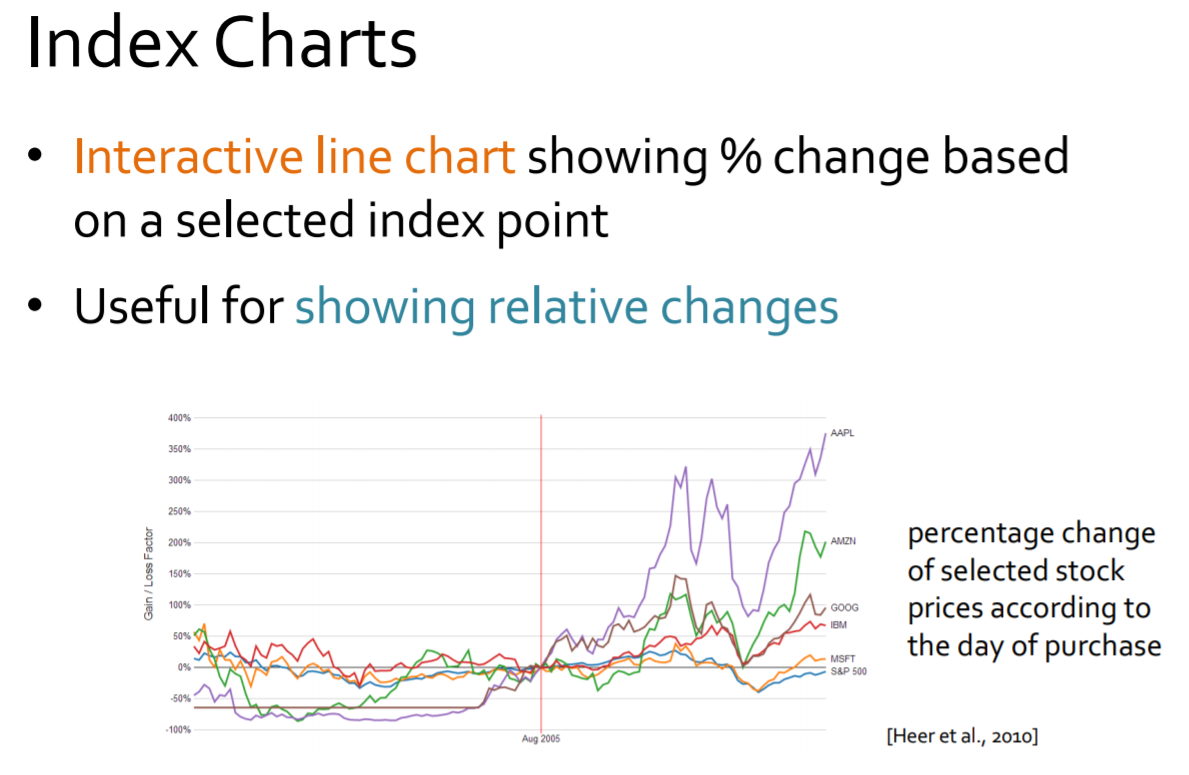 Index Charts
• Interactive line chart showing % change based
on a selected index point
• Useful for showing relative changes
400%
350%
300%
250%
200%
150%
100%
50%
0%
-50%
-100%
Gain / Loss Factor
Aug 2005
AAPL
AMZN
GOOG
IBM
MSFT
S&P 500
percentage change
of selected stock
prices according to
the day of purchase
[Heer et al., 2010]